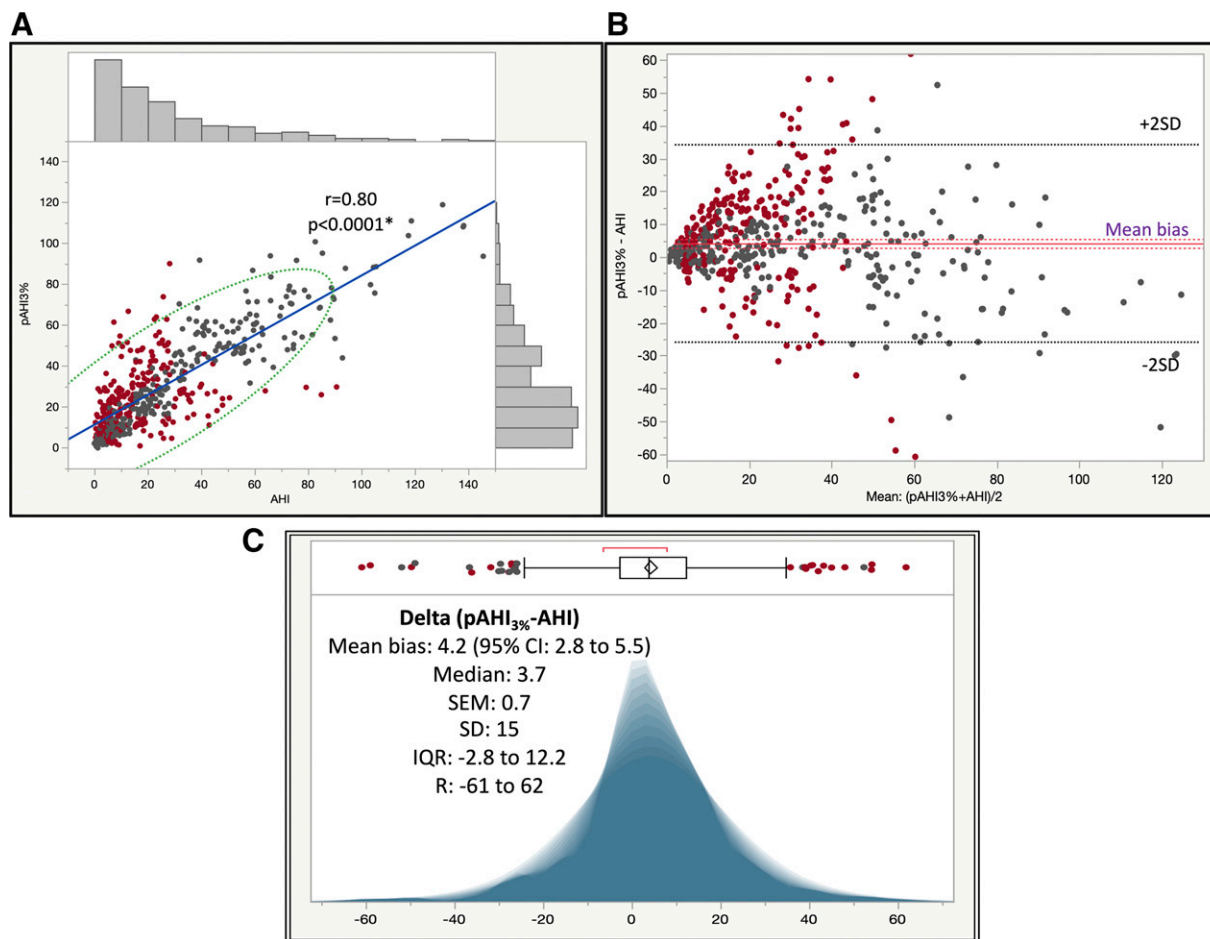 A
r=0.80
p<0.0001*
140
120
100
80
60
40
20
0
pAHI3%
0 20 40 60 80 100 120 140
AHI
B
60
50
40
30
20
10
0
-10
-20
-30
-40
-50
-60
pAHI3% - AHI
+2SD
Mean bias
-2SD
0 20 40 60 80 100 120
Mean: (pAHI3%+AHI)/2
C
Delta (pAHI3%-AHI)
Mean bias: 4.2 (95% CI: 2.8 to 5.5)
Median: 3.7
SEM: 0.7
SD: 15
IQR: -2.8 to 12.2
R: -61 to 62
-60 -40 -20 0 20 40 60